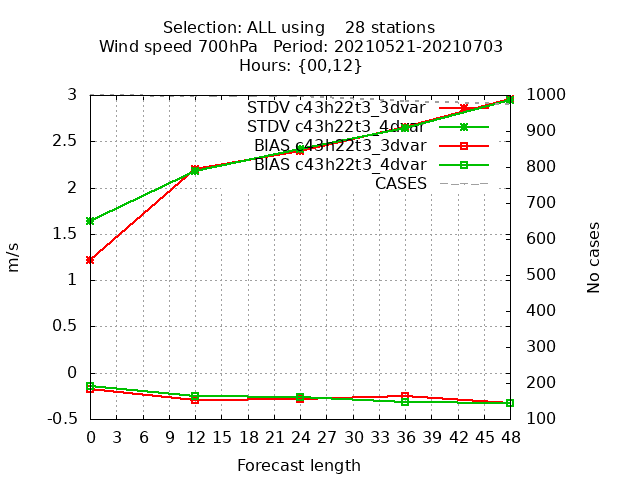 Selection: ALL using 28 stations
Wind speed 700hPa Period: 20210521-20210703
Hours: {00,12}
STDV c43h22t3_3dvar
STDV c43h22t3_4dvar
BIAS c43h22t3_3dvar
BIAS c43h22t3_4dvar
CASES
3
2.5
2
1.5
1
0.5
0
-0.5
m/s
1000
900
800
700
600
500
400
300
200
100
No cases
0 3 6 9 12 15 18 21 24 27 30 33 36 39 42 45 48
Forecast length